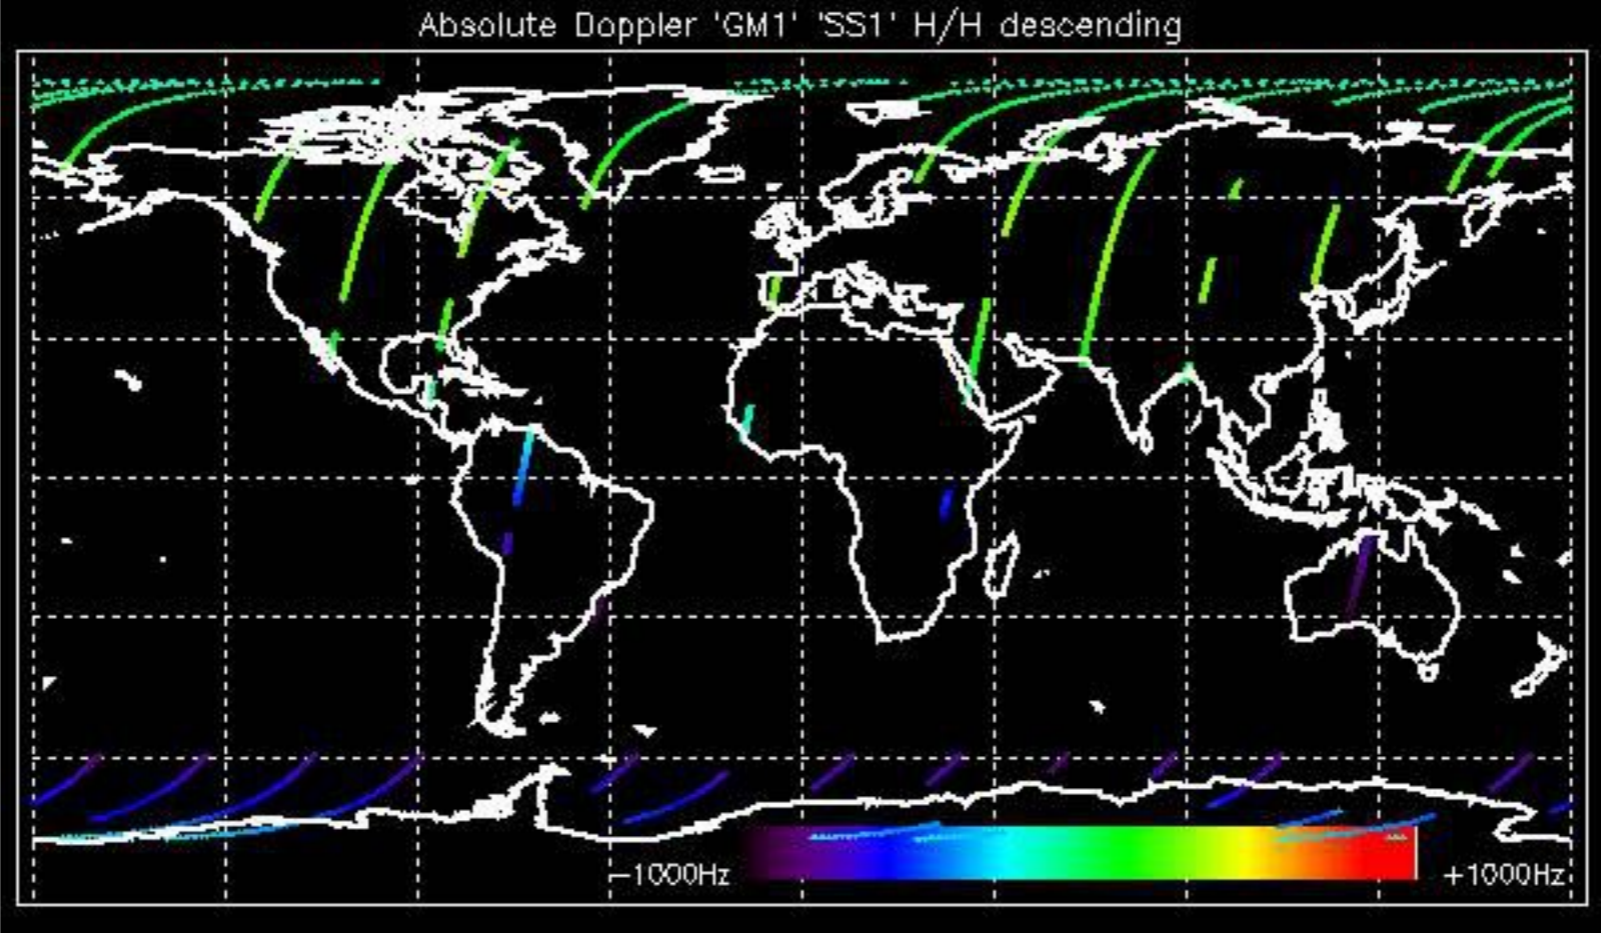 Absolute Doppler 'GM1' 'SS1' H/H descending
−1000Hz +1000Hz